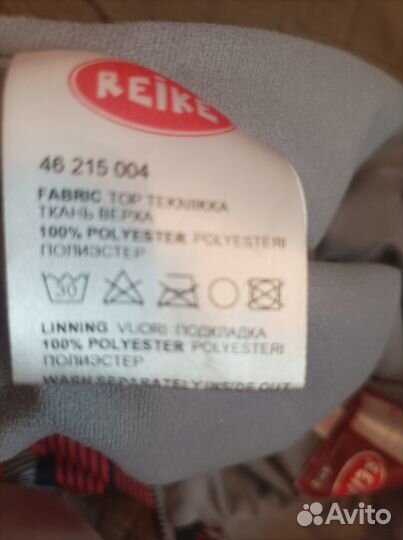 REIKE
46 215 004
FABRIC TOP TEKNIIKKA
ТКАНЬ ВЕРХА
100% POLYESTER POLYESTERI
ПОЛИЭСТЕР
30
LINNING VUORI ПОДКЛАДКА
100% POLYESTER POLYESTERI
ПОЛИЭСТЕР
WASH SEPARATELY INSIDE OUT
Avito